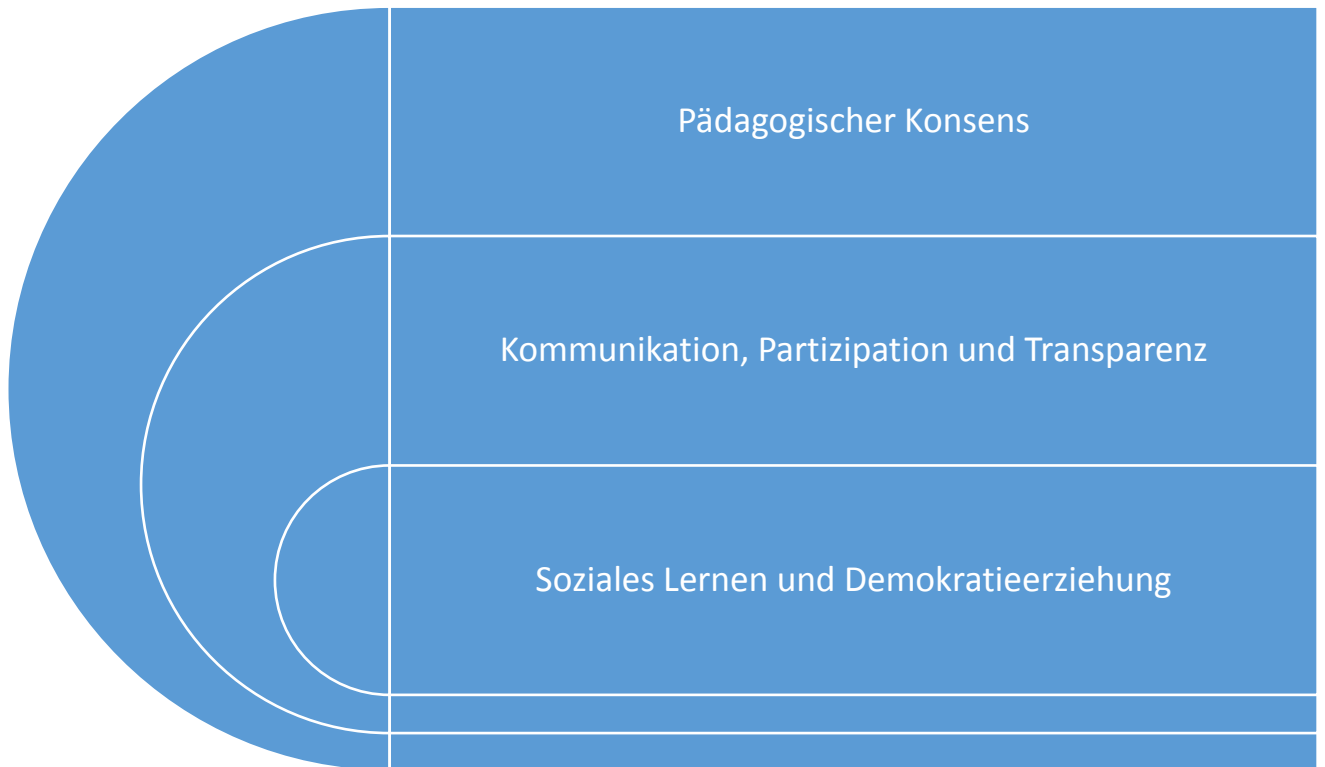 Pädagogischer Konsens
Kommunikation, Partizipation und Transparenz
Soziales Lernen und Demokratieerziehung